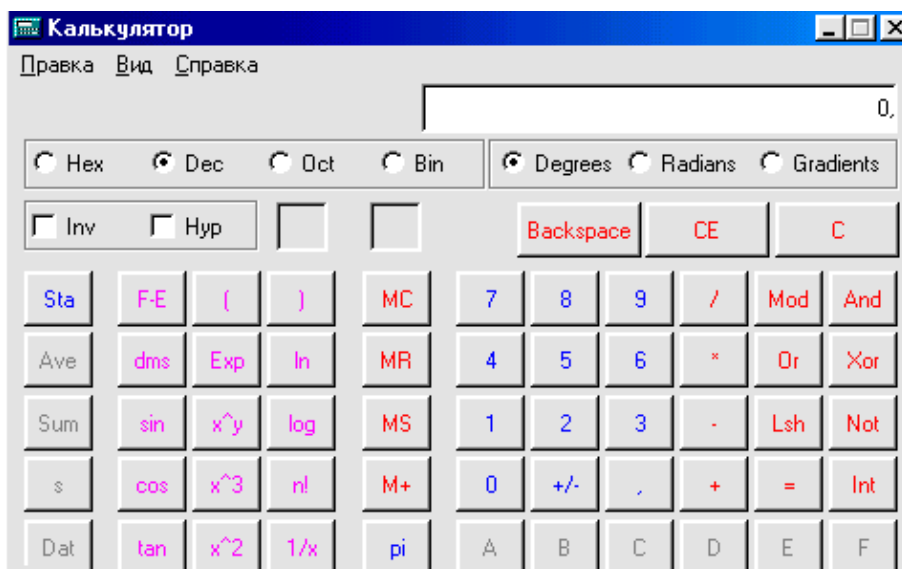 Калькулятор
Правка Вид Справка
0,
Hex Dec Oct Bin Degrees Radians Gradients
Inv Hyp Backspace CE C
Sta F-E ( ) MC 7 8 9 / Mod And
Ave dms Exp ln MR 4 5 6 * Or Xor
Sum sin x^y log MS 1 2 3 - Lsh Not
s cos x^3 n! M+ 0 +/- , + = Int
Dat tan x^2 1/x pi A B C D E F